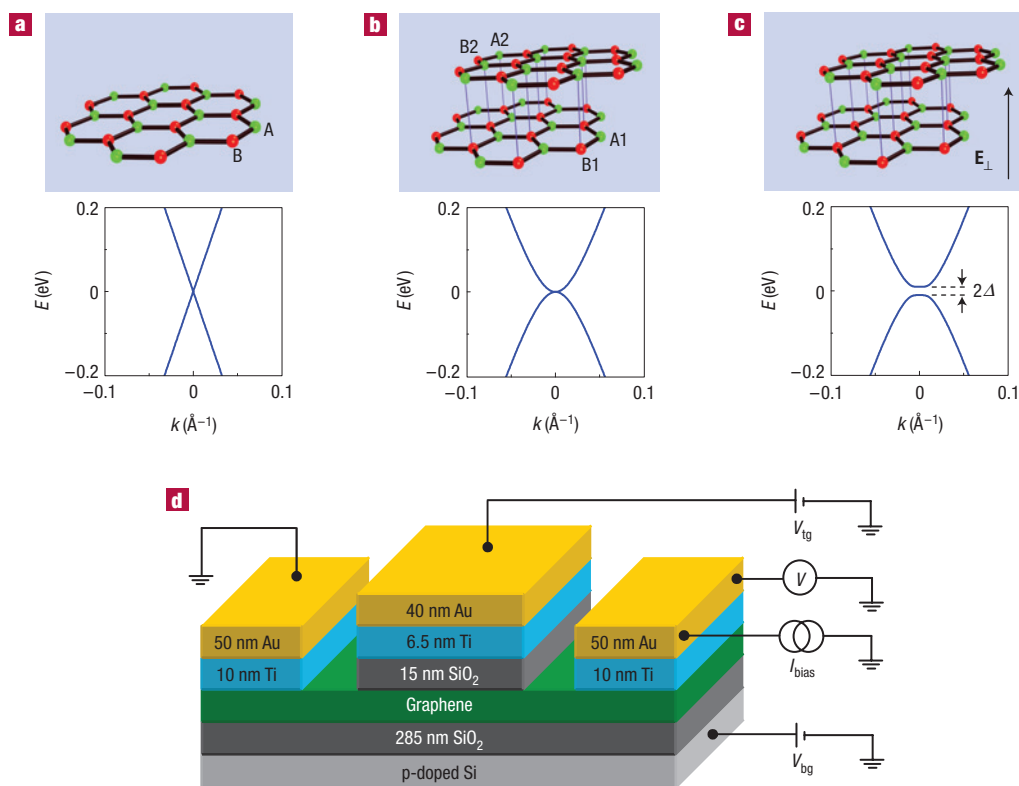 a
A
B
0.2
0
−0.2
E (eV)
−0.1
0
0.1
k (Å⁻¹)
b
B2
A2
A1
B1
0.2
0
−0.2
E (eV)
−0.1
0
0.1
k (Å⁻¹)
c
E⊥
0.2
0
−0.2
E (eV)
2Δ
−0.1
0
0.1
k (Å⁻¹)
d
Vtg
V
Ibias
Vbg
40 nm Au
50 nm Au
6.5 nm Ti
50 nm Au
10 nm Ti
15 nm SiO₂
10 nm Ti
Graphene
285 nm SiO₂
p-doped Si